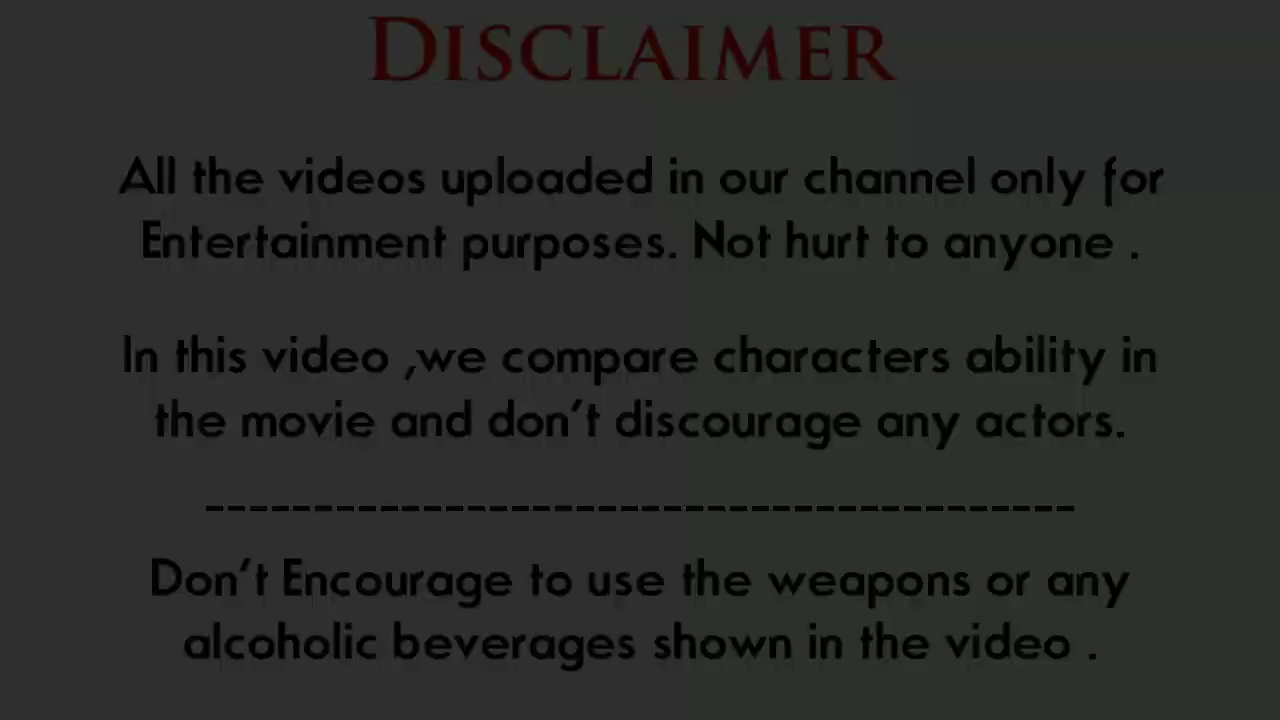 DISCLAIMER
All the videos uploaded in our channel only for
Entertainment purposes. Not hurt to anyone .
In this video ,we compare characters ability in
the movie and don't discourage any actors.
----------------------------------------
Don't Encourage to use the weapons or any
alcoholic beverages shown in the video .